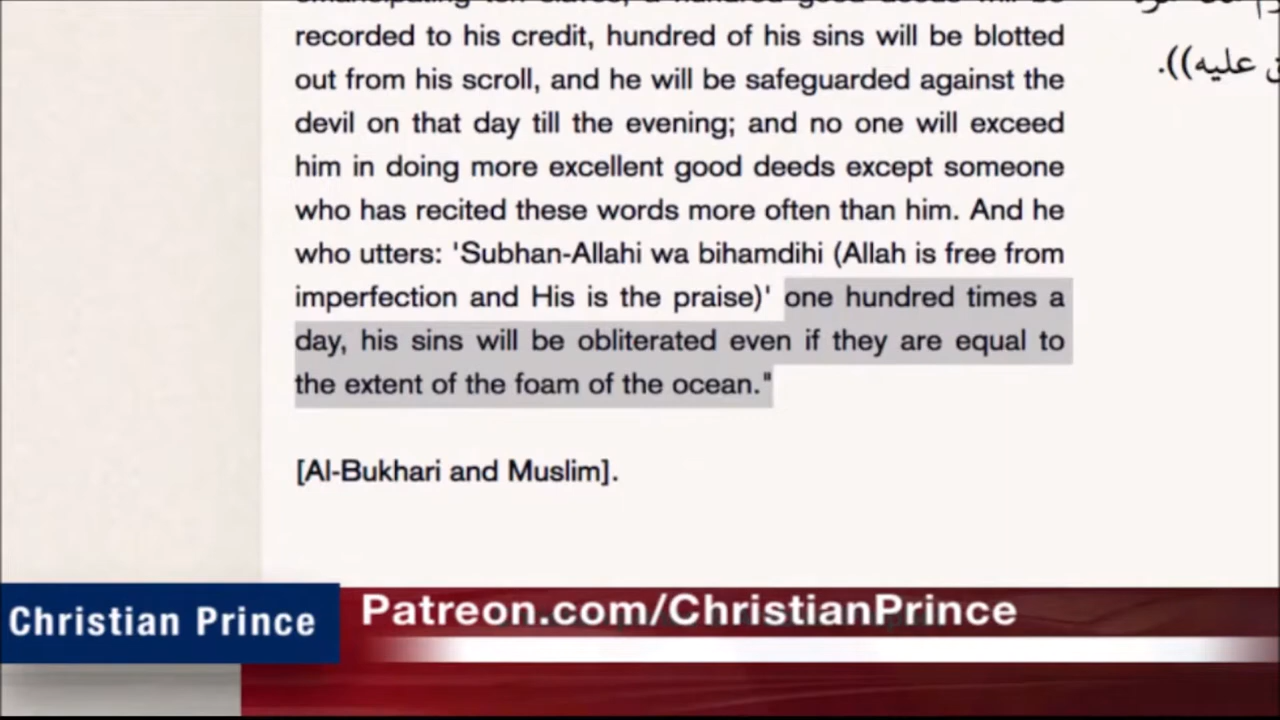 recorded to his credit, hundred of his sins will be blotted
out from his scroll, and he will be safeguarded against the
devil on that day till the evening; and no one will exceed
him in doing more excellent good deeds except someone
who has recited these words more often than him. And he
who utters: 'Subhan-Allahi wa bihamdihi (Allah is free from
imperfection and His is the praise)' one hundred times a
day, his sins will be obliterated even if they are equal to
the extent of the foam of the ocean."
[Al-Bukhari and Muslim].
عليه)).
Christian Prince
Patreon.com/ChristianPrince